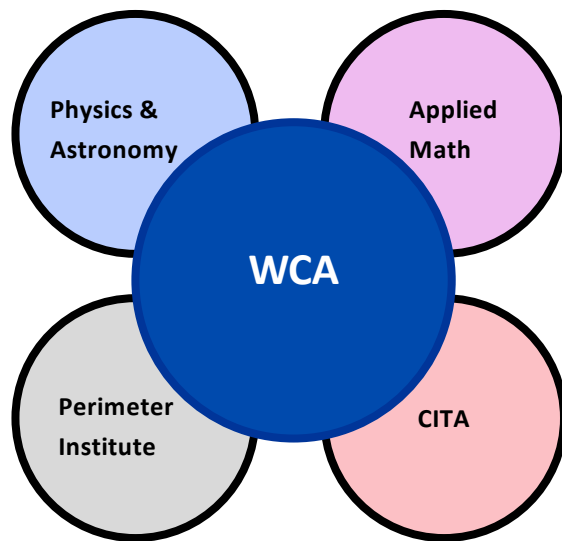 Physics &
Astronomy
Applied
Math
WCA
Perimeter
Institute
CITA